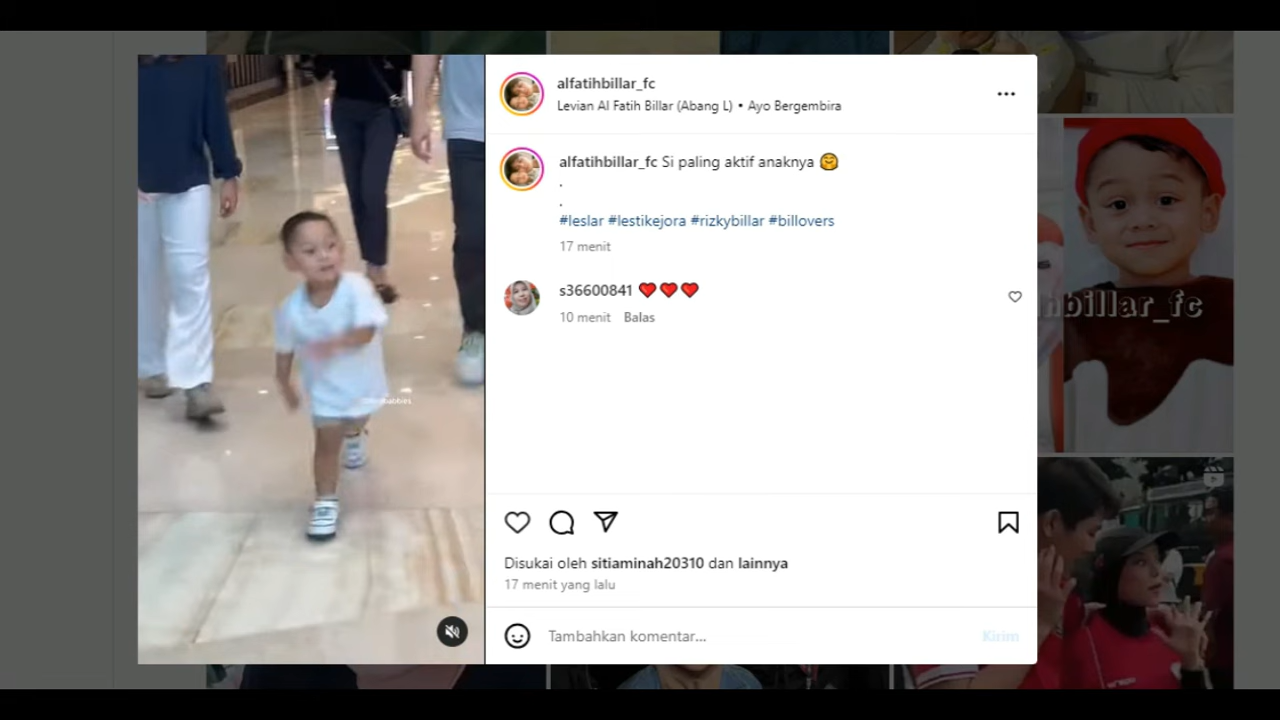 alfatihbillar_fc
Levian Al Fatih Billar (Abang L) • Ayo Bergembira
alfatihbillar_fc Si paling aktif anaknya 🤗
.
.
#leslar #lestikejora #rizkybillar #billovers
17 menit
s36600841 ❤️❤️❤️
10 menit Balas
Disukai oleh sitiaminah20310 dan lainnya
17 menit yang lalu
Tambahkan komentar...
Kirim
nbillar_fc